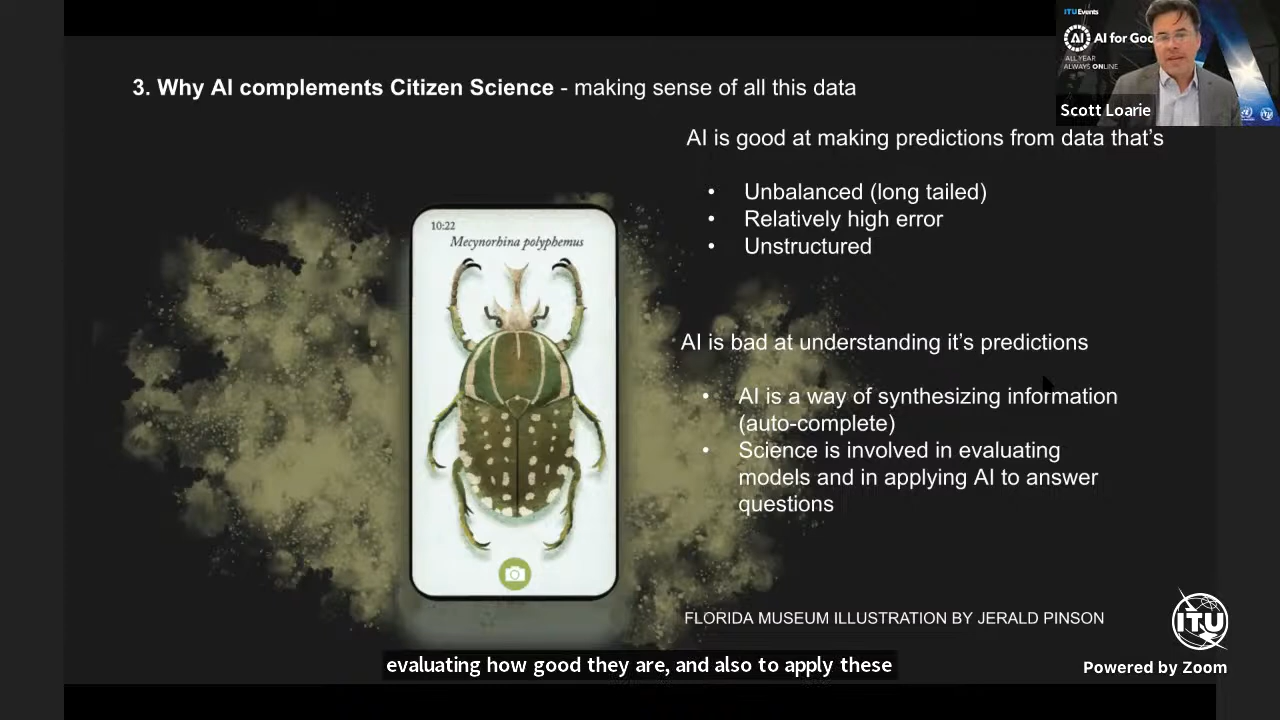 ITUEvents
AI
AI for Goo
ALL YEAR
ALWAYS ONLINE
Scott Loarie
3. Why AI complements Citizen Science - making sense of all this data
AI is good at making predictions from data that's
• Unbalanced (long tailed)
• Relatively high error
• Unstructured
10:22
Mecynorhina polyphemus
AI is bad at understanding it's predictions
• AI is a way of synthesizing information
(auto-complete)
• Science is involved in evaluating
models and in applying AI to answer
questions
FLORIDA MUSEUM ILLUSTRATION BY JERALD PINSON
ITU
evaluating how good they are, and also to apply these
Powered by Zoom